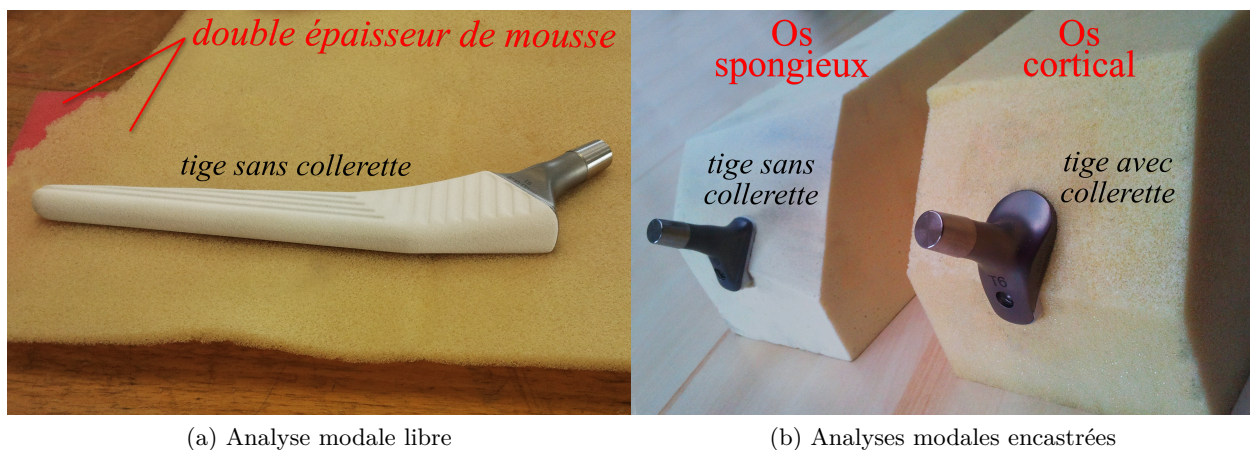 double épaisseur de mousse
tige sans collerette
Os
spongieux
Os
cortical
tige sans
collerette
tige avec
collerette
T6
(a) Analyse modale libre
(b) Analyses modales encastrées